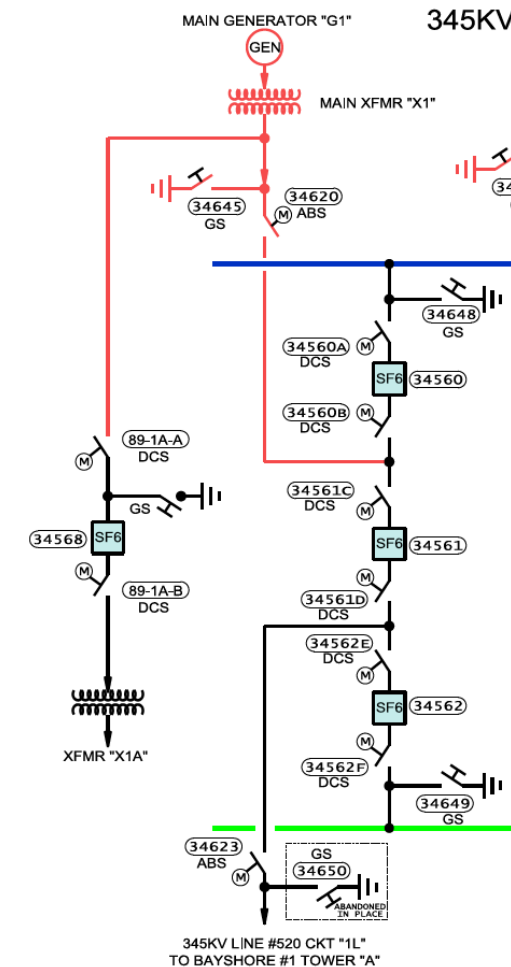 345KV
MAIN GENERATOR "G1"
GEN
MAIN XFMR "X1"
34645
GS
M
34620
ABS
34648
GS
34560A
DCS
M
SF6
34560
34560B
DCS
M
89-1A-A
DCS
M
GS
34568
SF6
M
89-1A-B
DCS
34561C
DCS
M
SF6
34561
M
34561D
DCS
34562E
DCS
M
SF6
34562
M
34562F
DCS
XFMR "X1A"
34649
GS
34623
ABS
M
GS
34650
ABANDONED
IN PLACE
345KV LINE #520 CKT "1L"
TO BAYSHORE #1 TOWER "A"